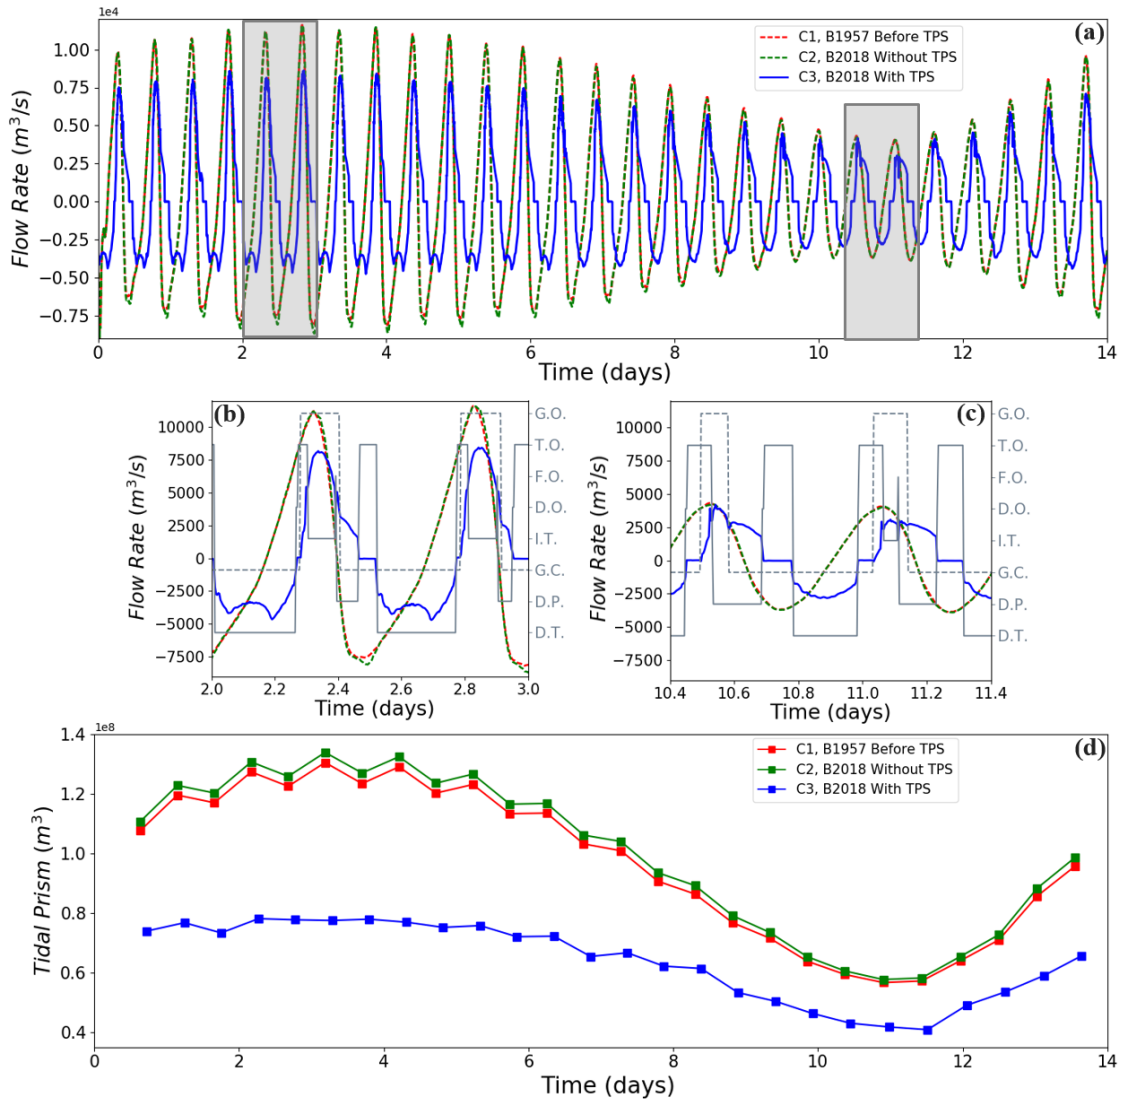 1e4
(a)
C1, B1957 Before TPS
C2, B2018 Without TPS
C3, B2018 With TPS
Flow Rate (m³/s)
1.00
0.75
0.50
0.25
0.00
−0.25
−0.50
−0.75
0 2 4 6 8 10 12 14
Time (days)
(b)
Flow Rate (m³/s)
10000
7500
5000
2500
0
−2500
−5000
−7500
G.O.
T.O.
F.O.
D.O.
I.T.
G.C.
D.P.
D.T.
2.0 2.2 2.4 2.6 2.8 3.0
Time (days)
(c)
Flow Rate (m³/s)
10000
7500
5000
2500
0
−2500
−5000
−7500
G.O.
T.O.
F.O.
D.O.
I.T.
G.C.
D.P.
D.T.
10.4 10.6 10.8 11.0 11.2 11.4
Time (days)
1e8
(d)
C1, B1957 Before TPS
C2, B2018 Without TPS
C3, B2018 With TPS
Tidal Prism (m³)
1.4
1.2
1.0
0.8
0.6
0.4
0 2 4 6 8 10 12 14
Time (days)